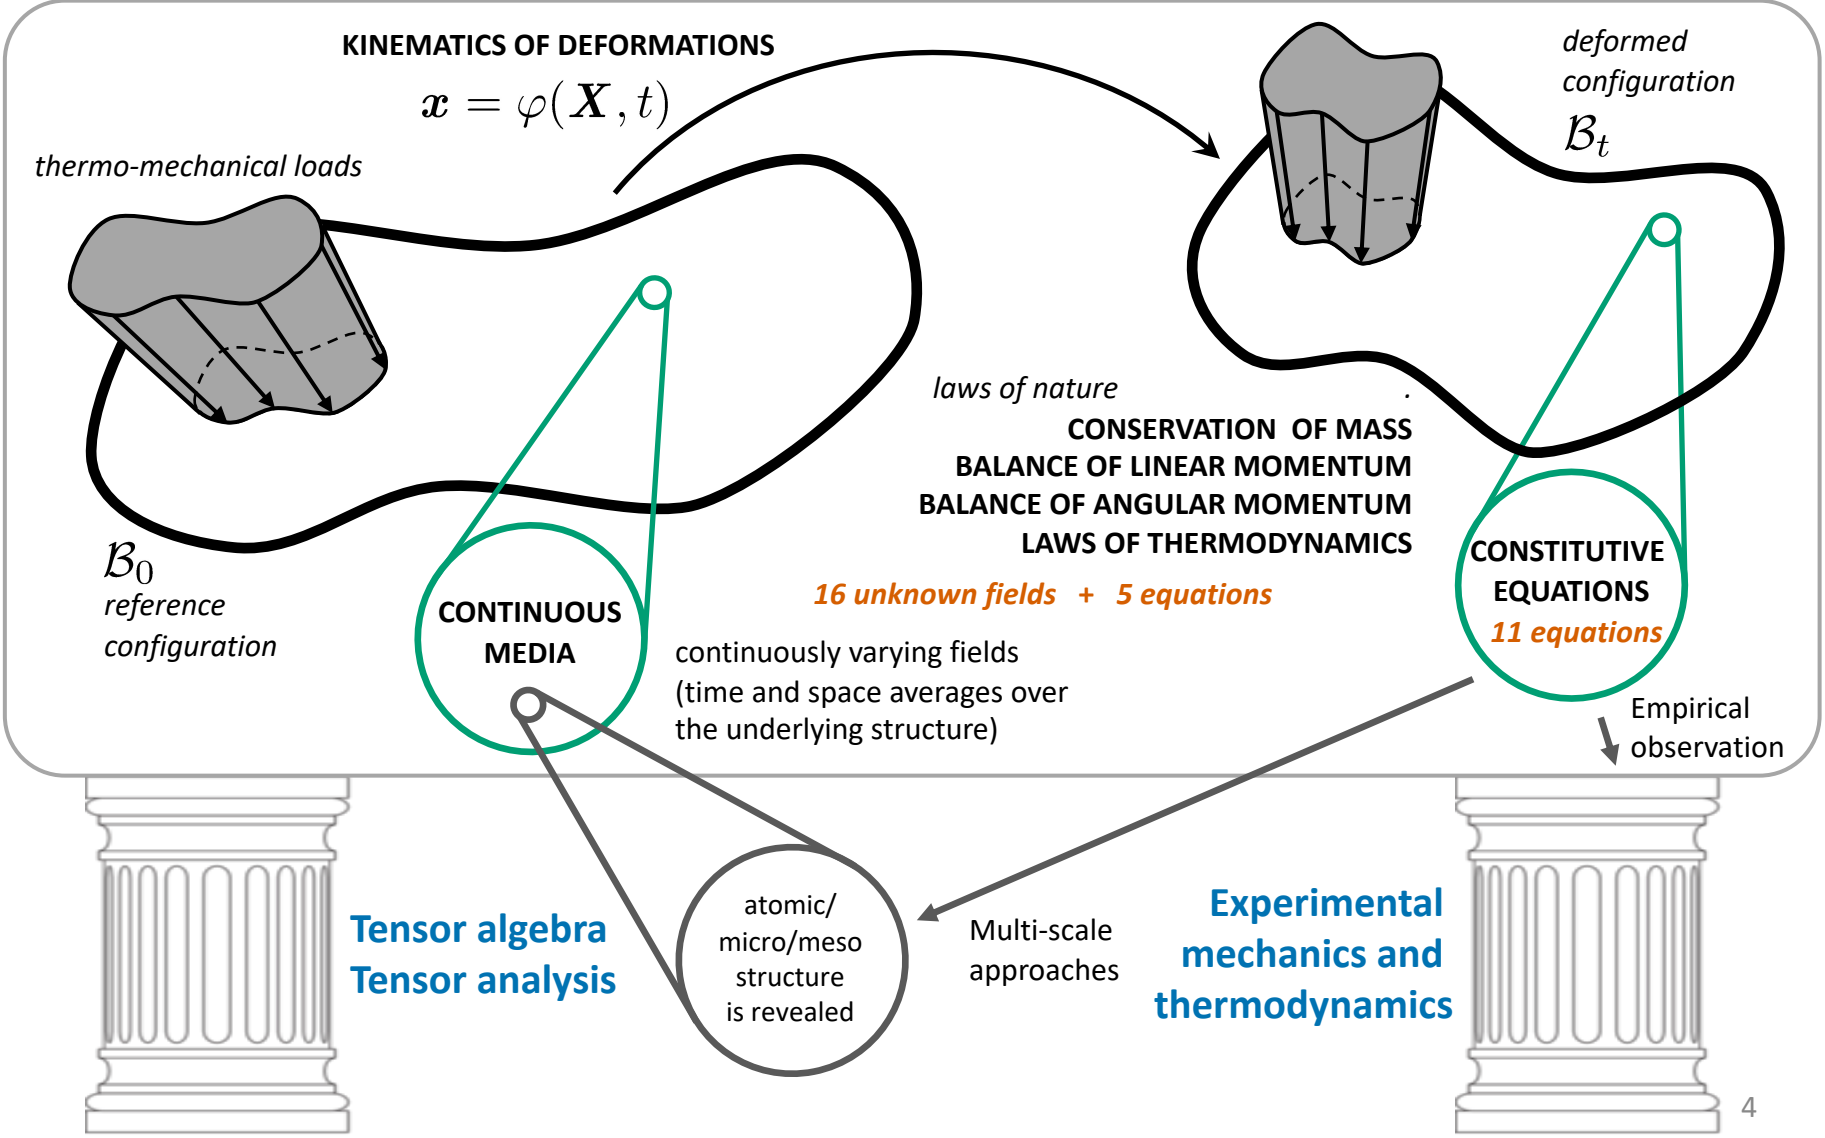 KINEMATICS OF DEFORMATIONS
𝒙 = φ(𝑿, t)
thermo-mechanical loads
deformed
configuration
ℬt
ℬ0
reference
configuration
laws of nature .
CONSERVATION OF MASS
BALANCE OF LINEAR MOMENTUM
BALANCE OF ANGULAR MOMENTUM
LAWS OF THERMODYNAMICS
16 unknown fields + 5 equations
CONTINUOUS
MEDIA
continuously varying fields
(time and space averages over
the underlying structure)
CONSTITUTIVE
EQUATIONS
11 equations
Empirical
observation
Tensor algebra
Tensor analysis
atomic/
micro/meso
structure
is revealed
Multi-scale
approaches
Experimental
mechanics and
thermodynamics
4